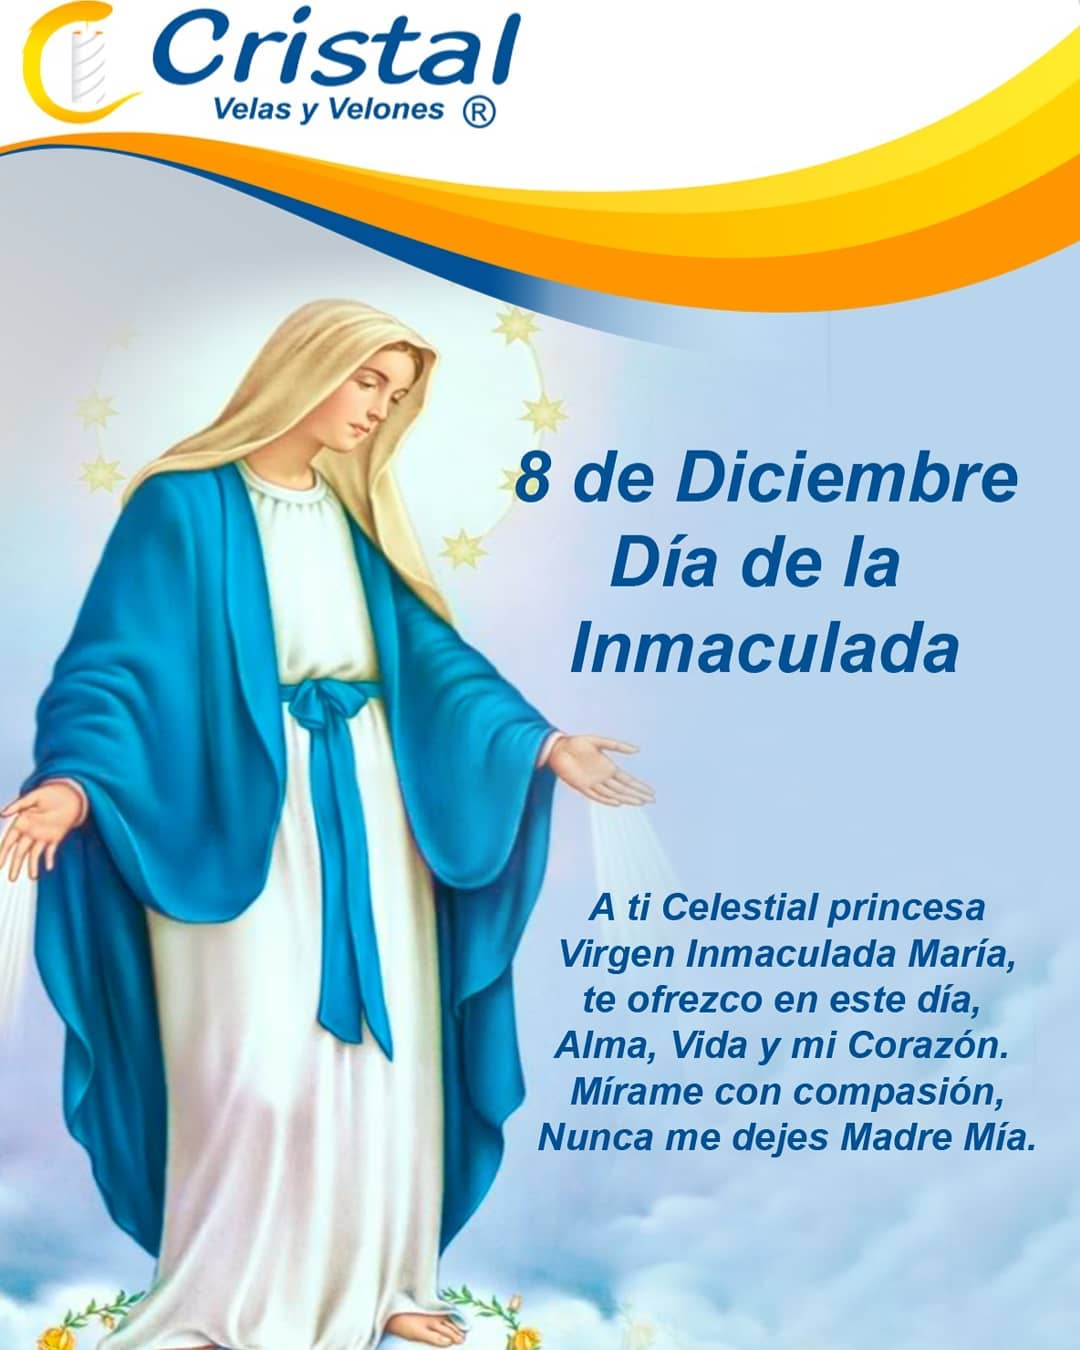 Cristal
Velas y Velones ®
8 de Diciembre
Día de la
Inmaculada
A ti Celestial princesa
Virgen Inmaculada María,
te ofrezco en este día,
Alma, Vida y mi Corazón.
Mírame con compasión,
Nunca me dejes Madre Mía.